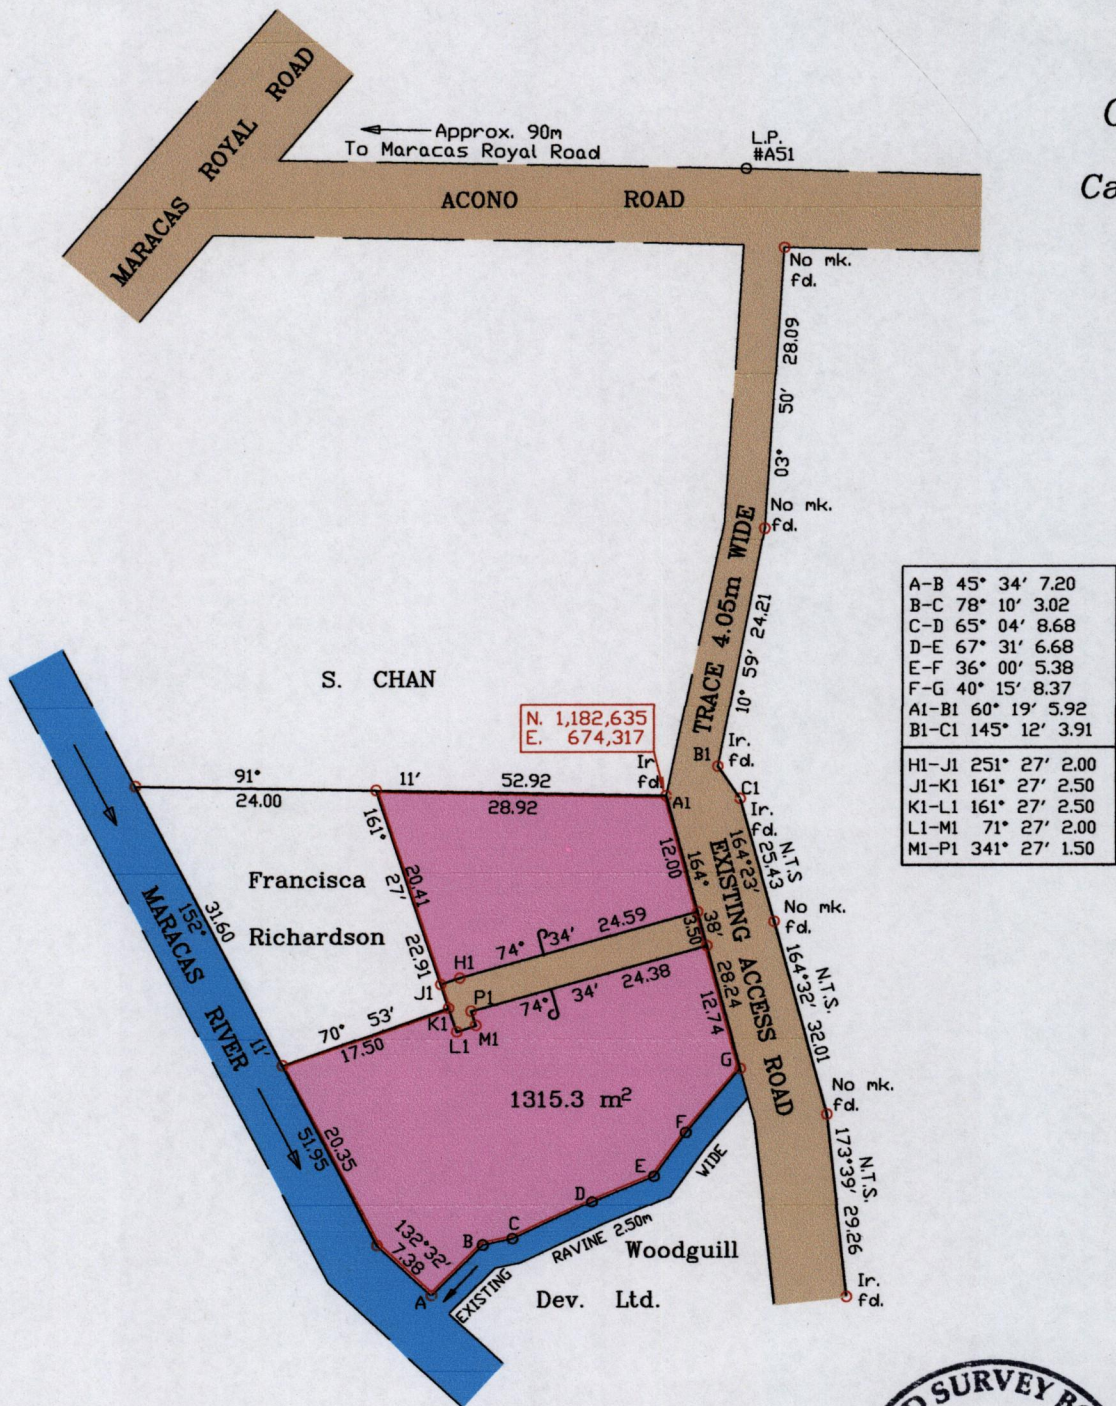 MARACAS ROYAL ROAD
Approx. 90m
To Maracas Royal Road
L.P.
#A51
ACONO ROAD
No mk.
fd.
03° 50' 28.09
No mk.
fd.
TRACE 4.05m WIDE
10° 59' 24.21
A-B 45° 34' 7.20
B-C 78° 10' 3.02
C-D 65° 04' 8.68
D-E 67° 31' 6.68
E-F 36° 00' 5.38
F-G 40° 15' 8.37
A1-B1 60° 19' 5.92
B1-C1 145° 12' 3.91
H1-J1 251° 27' 2.00
J1-K1 161° 27' 2.50
K1-L1 161° 27' 2.50
L1-M1 71° 27' 2.00
M1-P1 341° 27' 1.50
S. CHAN
N. 1,182,635
E. 674,317
Ir
fd.
A1
B1
Ir.
fd.
C1
Ir.
fd.
91° 11' 52.92
24.00
28.92
161° 27'
20.41
22.91
12.00
164° 38'
3.50
28.24
12.74
164°23' 25.43
N.T.S
No mk.
fd.
EXISTING ACCESS ROAD
Francisca
Richardson
MARACAS RIVER
152° 11'
31.60
51.95
20.35
74° 34' 24.59
H1
J1
K1
L1
M1
P1
74° 34' 24.38
70° 53'
17.50
164°32' 32.01
N.T.S.
No mk.
fd.
G
1315.3 m²
F
E
D
C
B
A
132°32'
7.38
EXISTING RAVINE 2.50m WIDE
Woodguill
Dev. Ltd.
173°39' 29.26
N.T.S.
Ir.
fd.
SURVEY